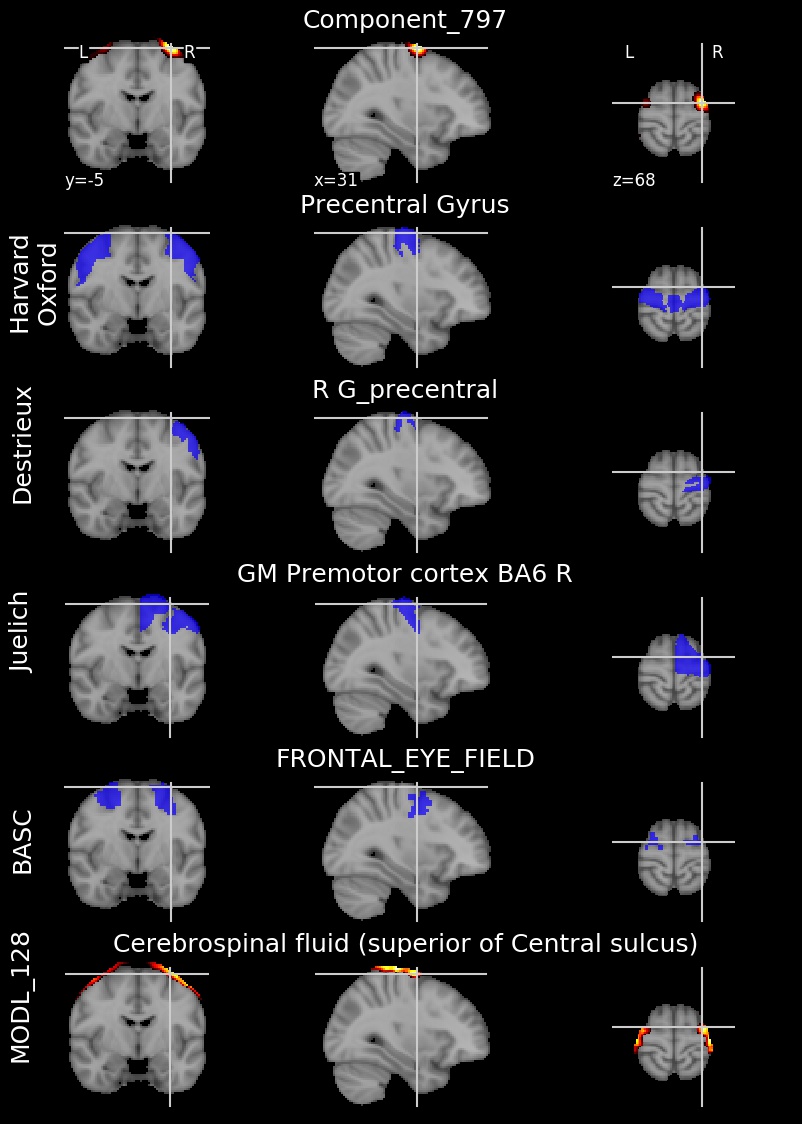 Component_797
L R
L R
y=-5
x=31
z=68
Precentral Gyrus
Harvard
Oxford
R G_precentral
Destrieux
GM Premotor cortex BA6 R
Juelich
FRONTAL_EYE_FIELD
BASC
Cerebrospinal fluid (superior of Central sulcus)
MODL_128